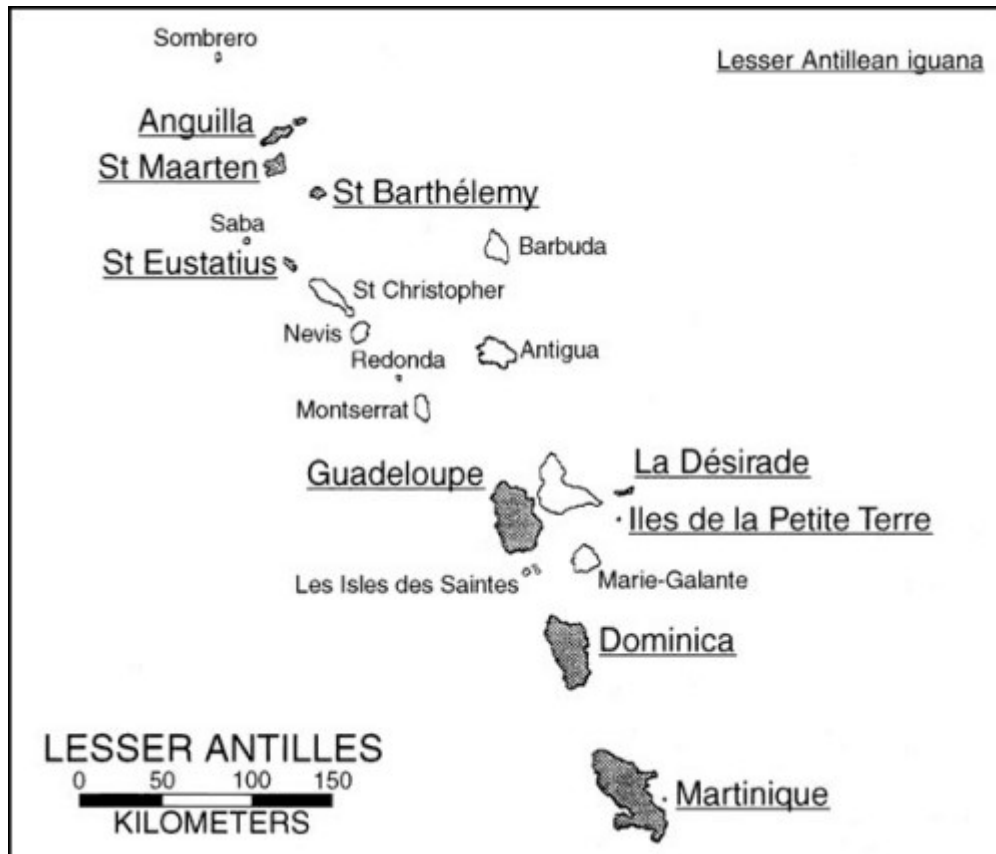 Sombrero
Lesser Antillean iguana
Anguilla
St Maarten
St Barthélemy
Saba
Barbuda
St Eustatius
St Christopher
Nevis
Antigua
Redonda
Montserrat
Guadeloupe
La Désirade
Iles de la Petite Terre
Les Isles des Saintes
Marie-Galante
Dominica
LESSER ANTILLES
0 50 100 150
KILOMETERS
Martinique